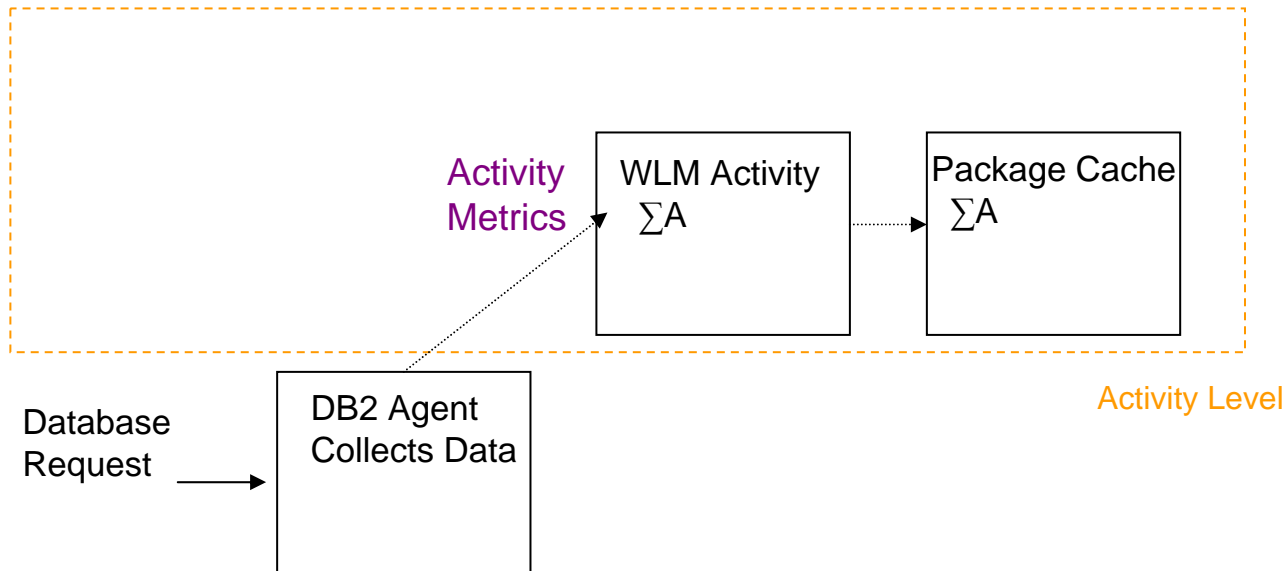 Activity
Metrics
WLM Activity
∑A
Package Cache
∑A
Activity Level
Database
Request
DB2 Agent
Collects Data